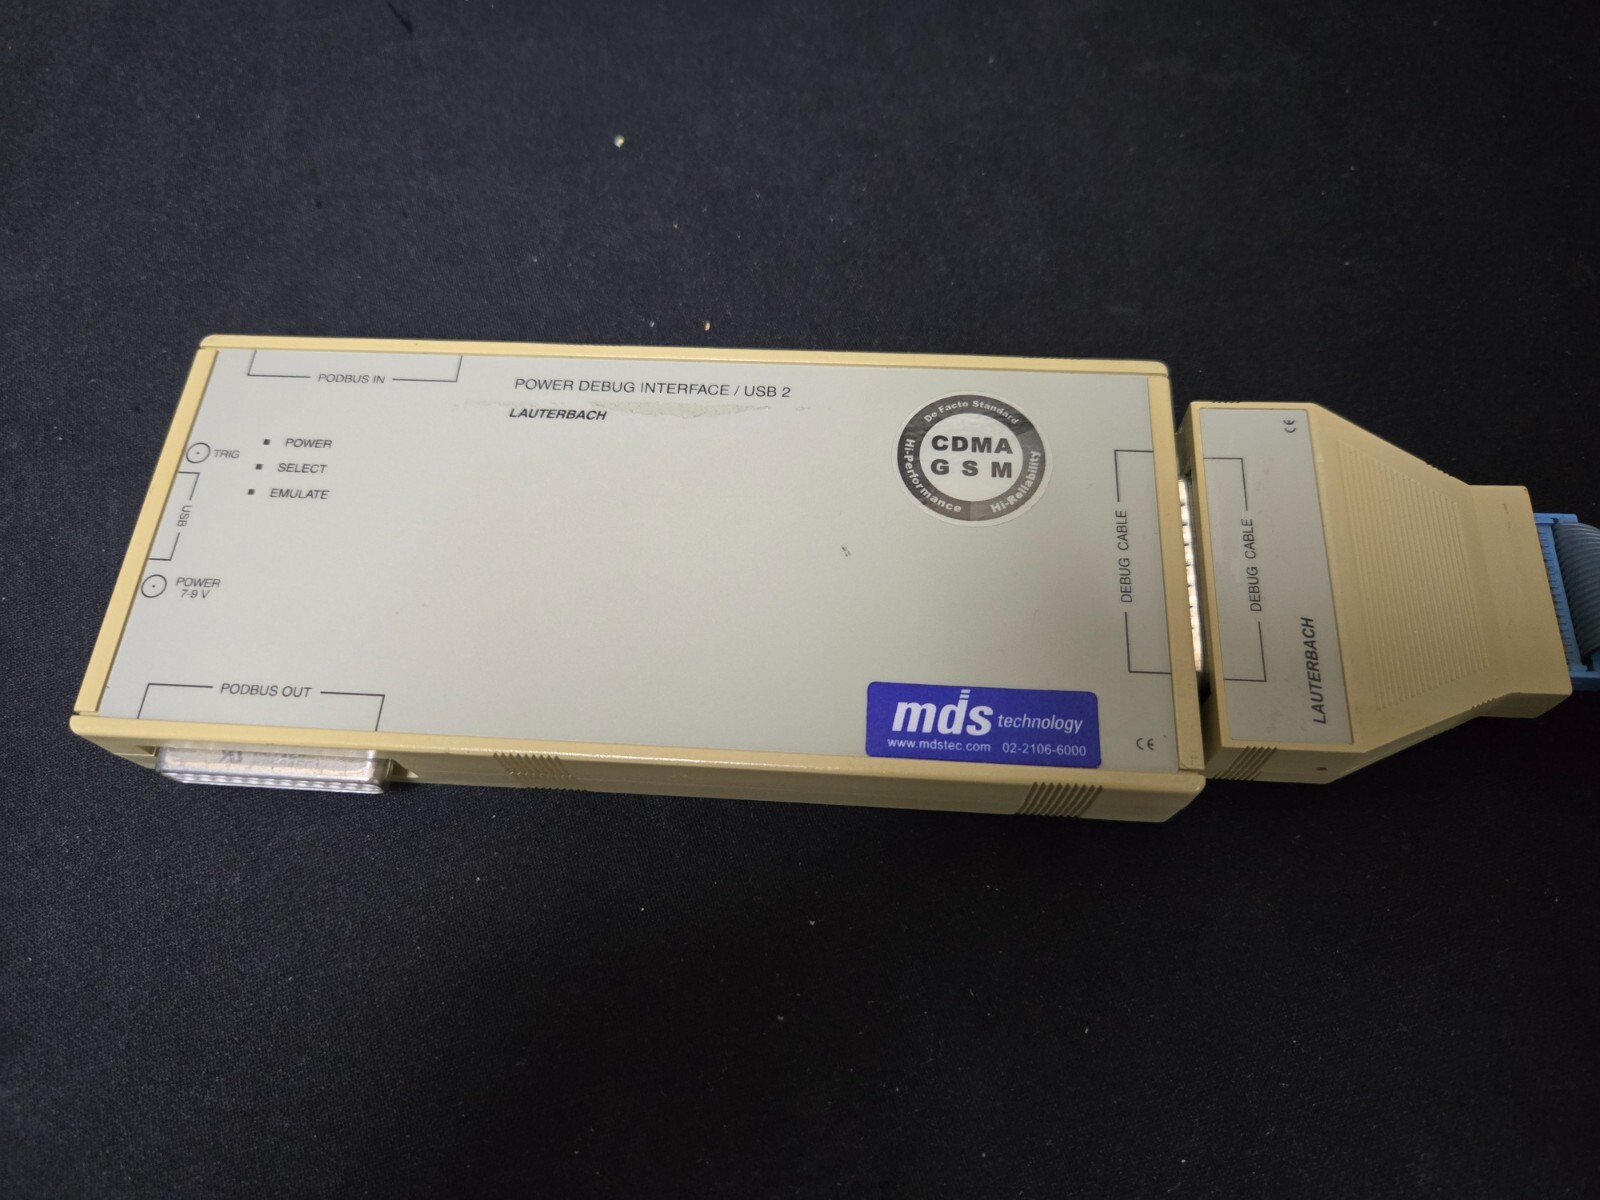 PODBUS IN
POWER DEBUG INTERFACE / USB 2
LAUTERBACH
TRIG
POWER
SELECT
EMULATE
USB
POWER
7-9 V
PODBUS OUT
De Facto Standard
CDMA
GSM
Hi-Performance
Hi-Reliability
DEBUG CABLE
mds technology
www.mdstec.com 02-2106-6000
CE
DEBUG CABLE
LAUTERBACH
CE